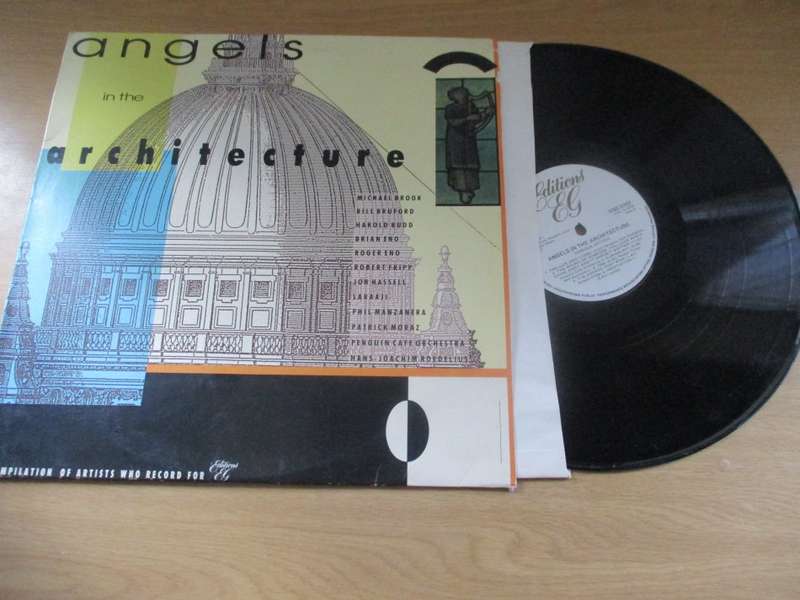 angels
in the
architecture
MICHAEL BROOK
BILL BRUFORD
HAROLD BUDD
BRIAN ENO
ROGER ENO
ROBERT FRIPP
JON HASSELL
LARAAJI
PHIL MANZANERA
PATRICK MORAZ
PENGUIN CAFE ORCHESTRA
HANS-JOACHIM ROEDELIUS
MPILATION OF ARTISTS WHO RECORD FOR Editions EG
Editions
EG
ANGELS IN THE ARCHITECTURE